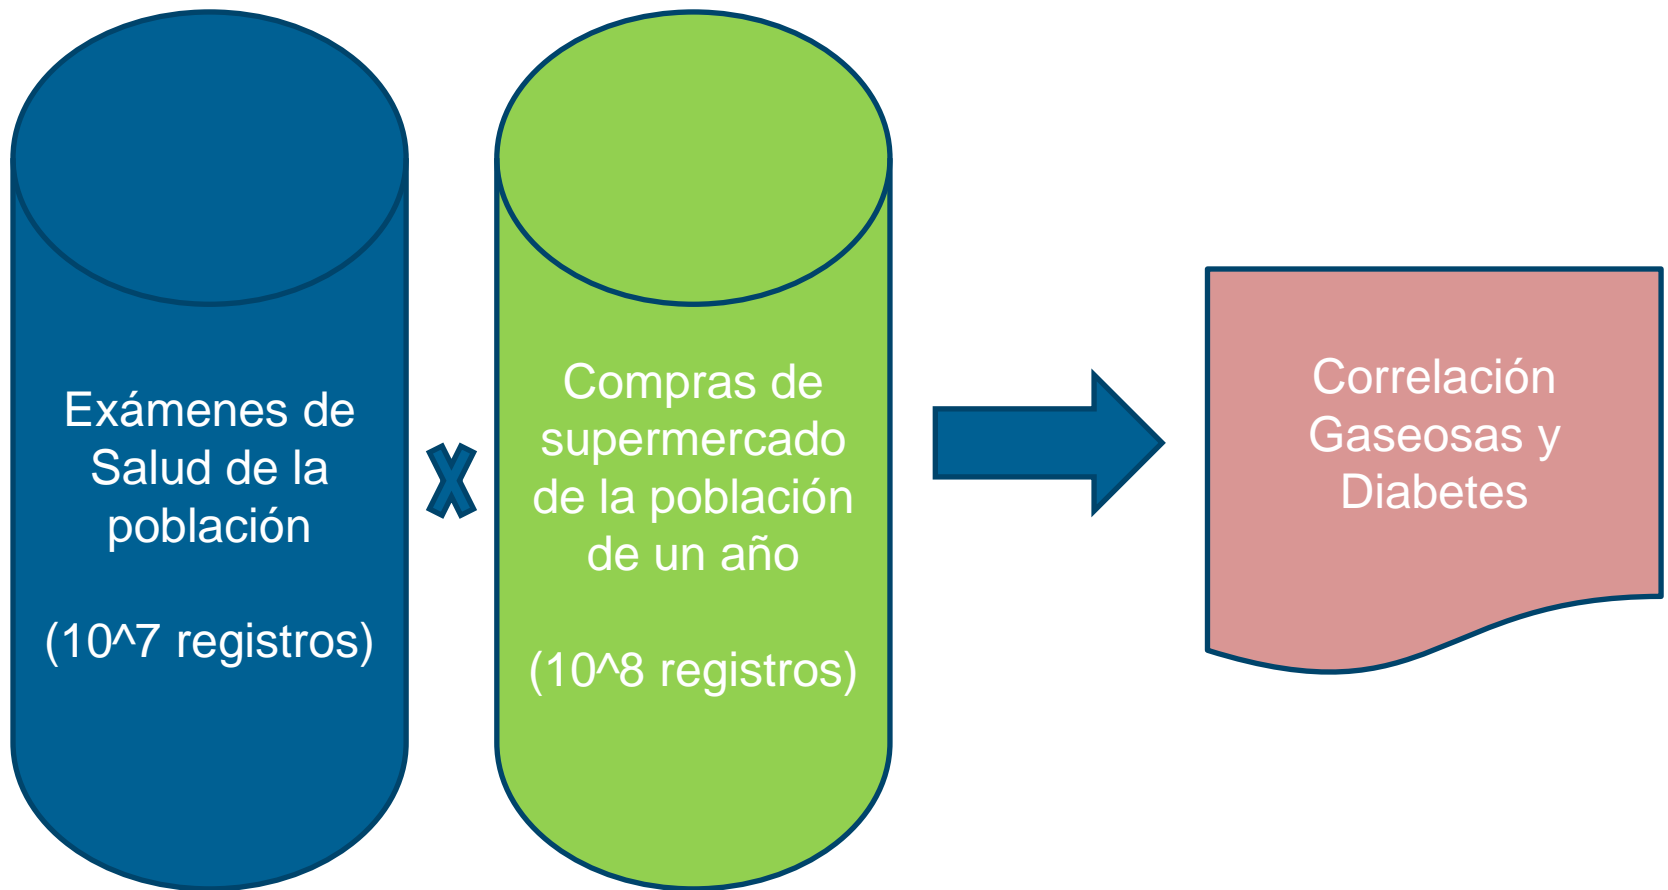 Exámenes de
Salud de la
población
(10^7 registros)
Compras de
supermercado
de la población
de un año
(10^8 registros)
Correlación
Gaseosas y
Diabetes